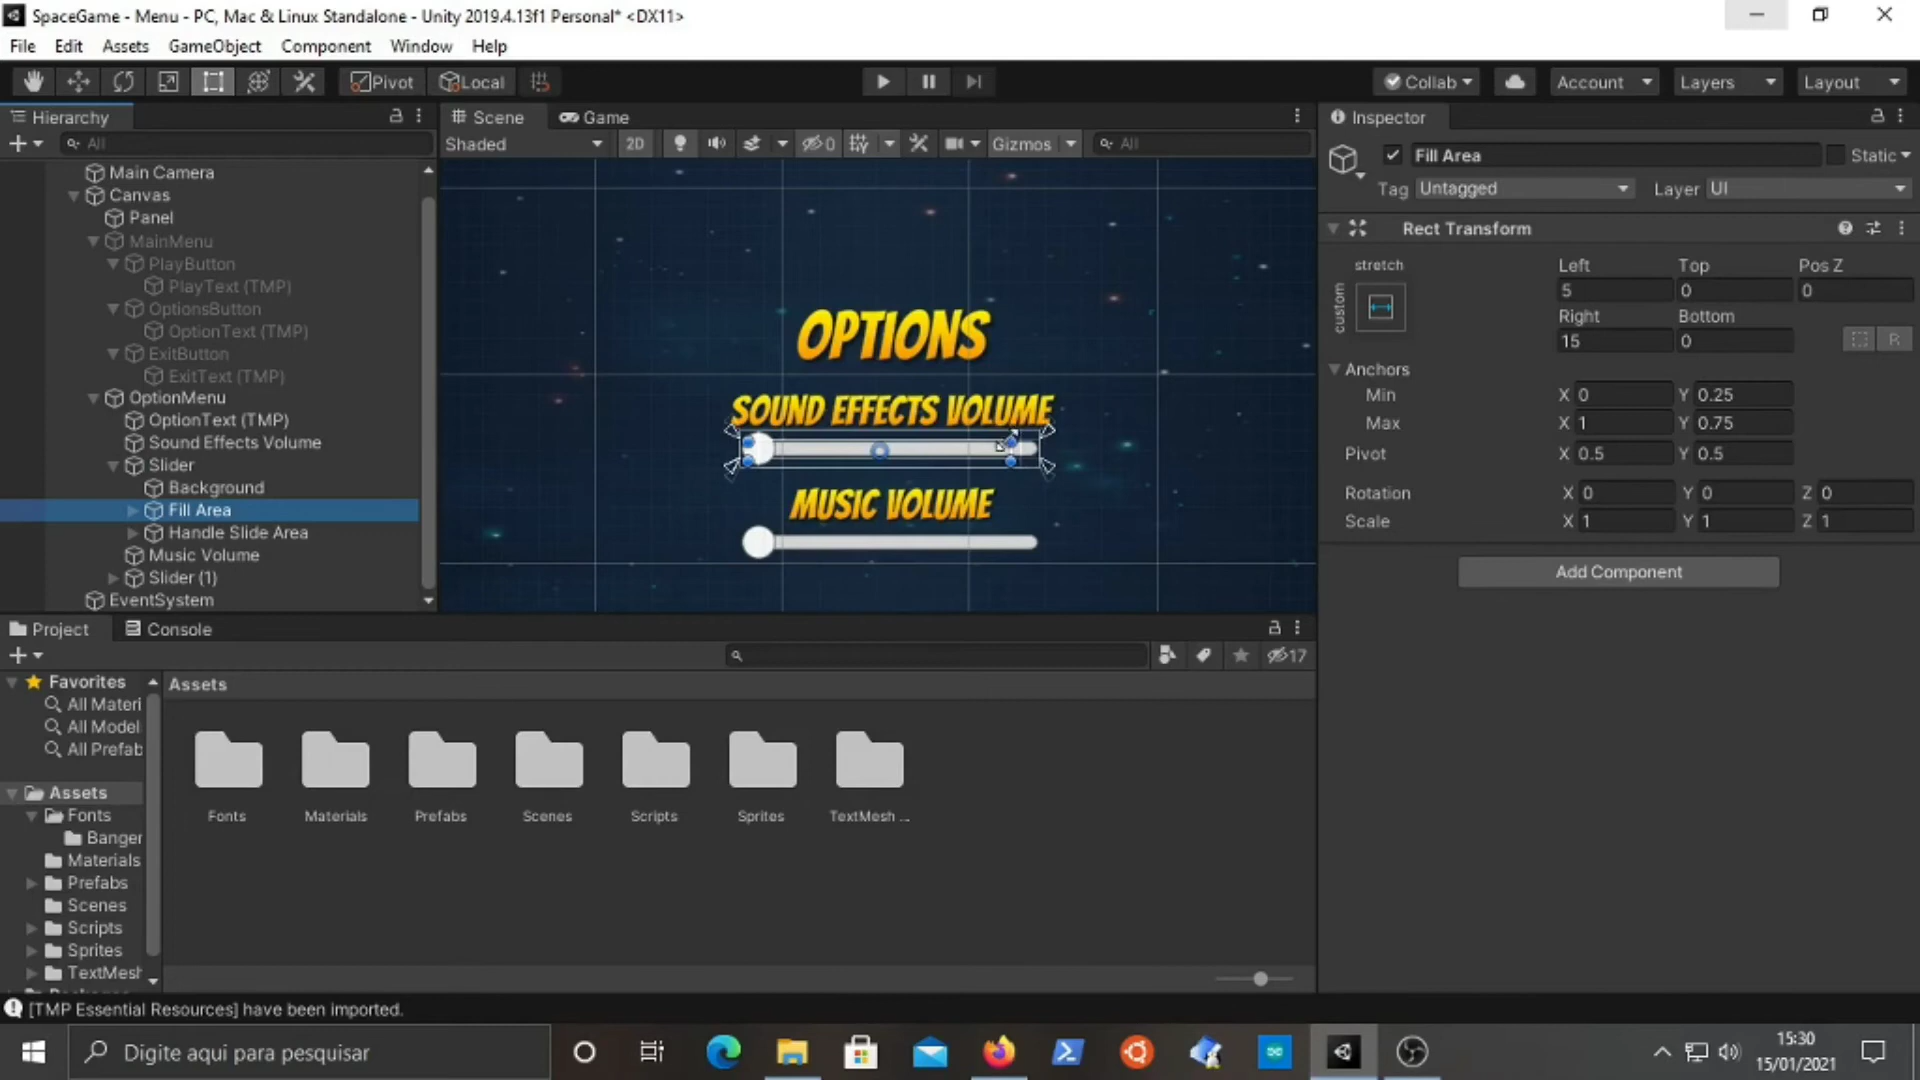 SpaceGame - Menu - PC, Mac & Linux Standalone - Unity 2019.4.13f1 Personal* <DX11>
File Edit Assets GameObject Component Window Help
Pivot Local Collab Account Layers Layout
Hierarchy
All
Main Camera
Canvas
Panel
MainMenu
PlayButton
PlayText (TMP)
OptionsButton
OptionText (TMP)
ExitButton
ExitText (TMP)
OptionMenu
OptionText (TMP)
Sound Effects Volume
Slider
Background
Fill Area
Handle Slide Area
Music Volume
Slider (1)
EventSystem
Scene Game
Shaded 2D 0 Gizmos All
OPTIONS
SOUND EFFECTS VOLUME
MUSIC VOLUME
Inspector
Fill Area Static
Tag Untagged Layer UI
Rect Transform
stretch
custom
Left Top Pos Z
5 0 0
Right Bottom
15 0 R
Anchors
Min X 0 Y 0.25
Max X 1 Y 0.75
Pivot X 0.5 Y 0.5
Rotation X 0 Y 0 Z 0
Scale X 1 Y 1 Z 1
Add Component
Project Console
17
Favorites
All Materi
All Model
All Prefab
Assets
Fonts
Banger
Materials
Prefabs
Scenes
Scripts
Sprites
TextMesh
Assets
Fonts Materials Prefabs Scenes Scripts Sprites TextMesh ...
[TMP Essential Resources] have been imported.
Digite aqui para pesquisar
15:30
15/01/2021